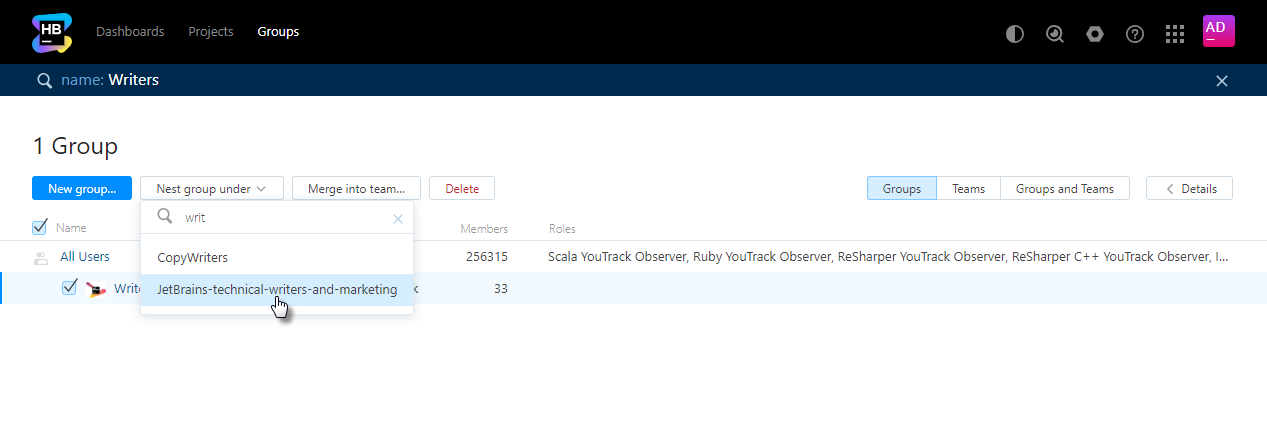 HB
Dashboards Projects Groups
AD
name: Writers
1 Group
New group... Nest group under Merge into team... Delete Groups Teams Groups and Teams Details
writ
Name Members Roles
CopyWriters
All Users 256315 Scala YouTrack Observer, Ruby YouTrack Observer, ReSharper YouTrack Observer, ReSharper C++ YouTrack Observer, I...
JetBrains-technical-writers-and-marketing
33